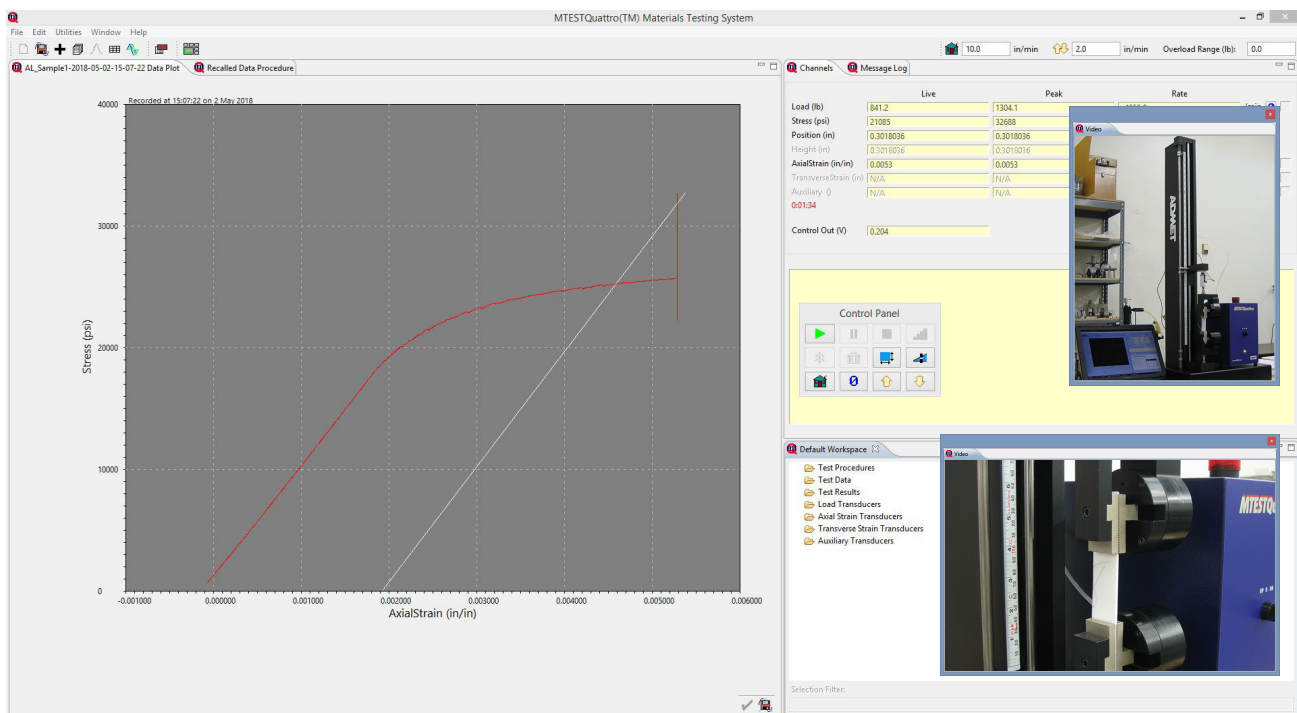 MTESTQuattro(TM) Materials Testing System
File Edit Utilities Window Help
10.0 in/min 2.0 in/min Overload Range (lb): 0.0
AL_Sample1-2018-05-02-15-07-22 Data Plot Recalled Data Procedure
Recorded at 15:07:22 on 2 May 2018
40000
30000
20000
10000
0
Stress (psi)
-0.001000 0.000000 0.001000 0.002000 0.003000 0.004000 0.005000 0.006000
AxialStrain (in/in)
Channels Message Log
Live Peak Rate
Load (lb) 841.2 1304.1
Stress (psi) 21085 32688
Position (in) 0.3018036 0.3018036
Height (in) 0.3018036 0.3018036
AxialStrain (in/in) 0.0053 0.0053
TransverseStrain (in) N/A N/A
Auxiliary () N/A N/A
0:01:34
Control Out (V) 0.204
Video
ADMET
MTESTQuattro
Control Panel
0
Default Workspace
Test Procedures
Test Data
Test Results
Load Transducers
Axial Strain Transducers
Transverse Strain Transducers
Auxiliary Transducers
Video
MTESTQu
Selection Filter: